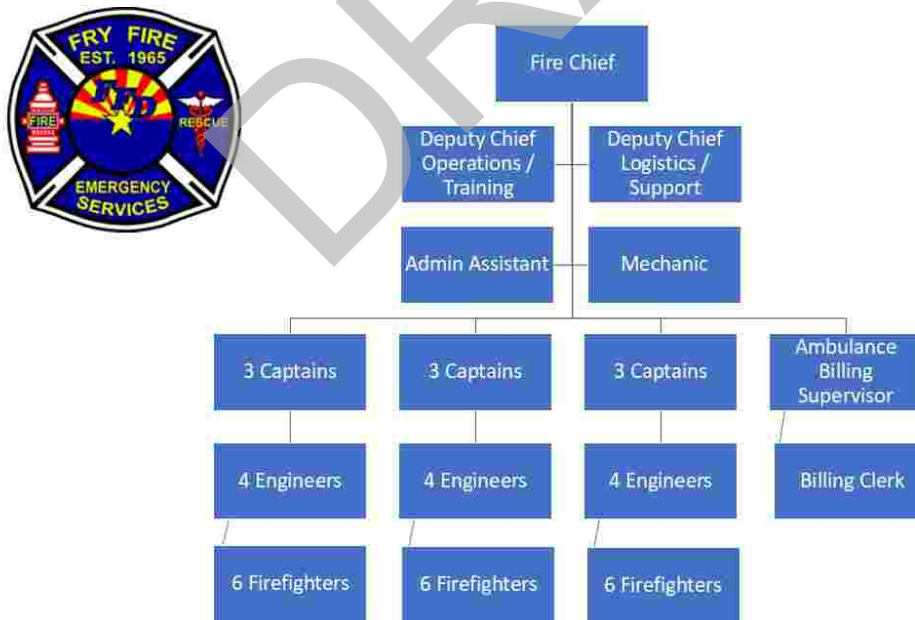 FRY FIRE
EST. 1965
FFD
FIRE
RESCUE
EMERGENCY
SERVICES
DR
Fire Chief
Deputy Chief
Operations /
Training
Deputy Chief
Logistics /
Support
Admin Assistant
Mechanic
3 Captains
3 Captains
3 Captains
Ambulance
Billing
Supervisor
4 Engineers
4 Engineers
4 Engineers
Billing Clerk
6 Firefighters
6 Firefighters
6 Firefighters